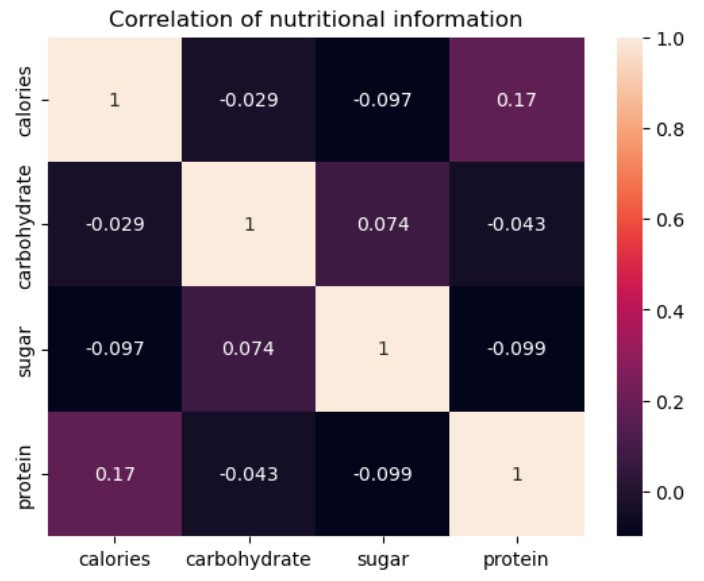 Correlation of nutritional information
calories 1 -0.029 -0.097 0.17
carbohydrate -0.029 1 0.074 -0.043
sugar -0.097 0.074 1 -0.099
protein 0.17 -0.043 -0.099 1
calories carbohydrate sugar protein
1.0
0.8
0.6
0.4
0.2
0.0